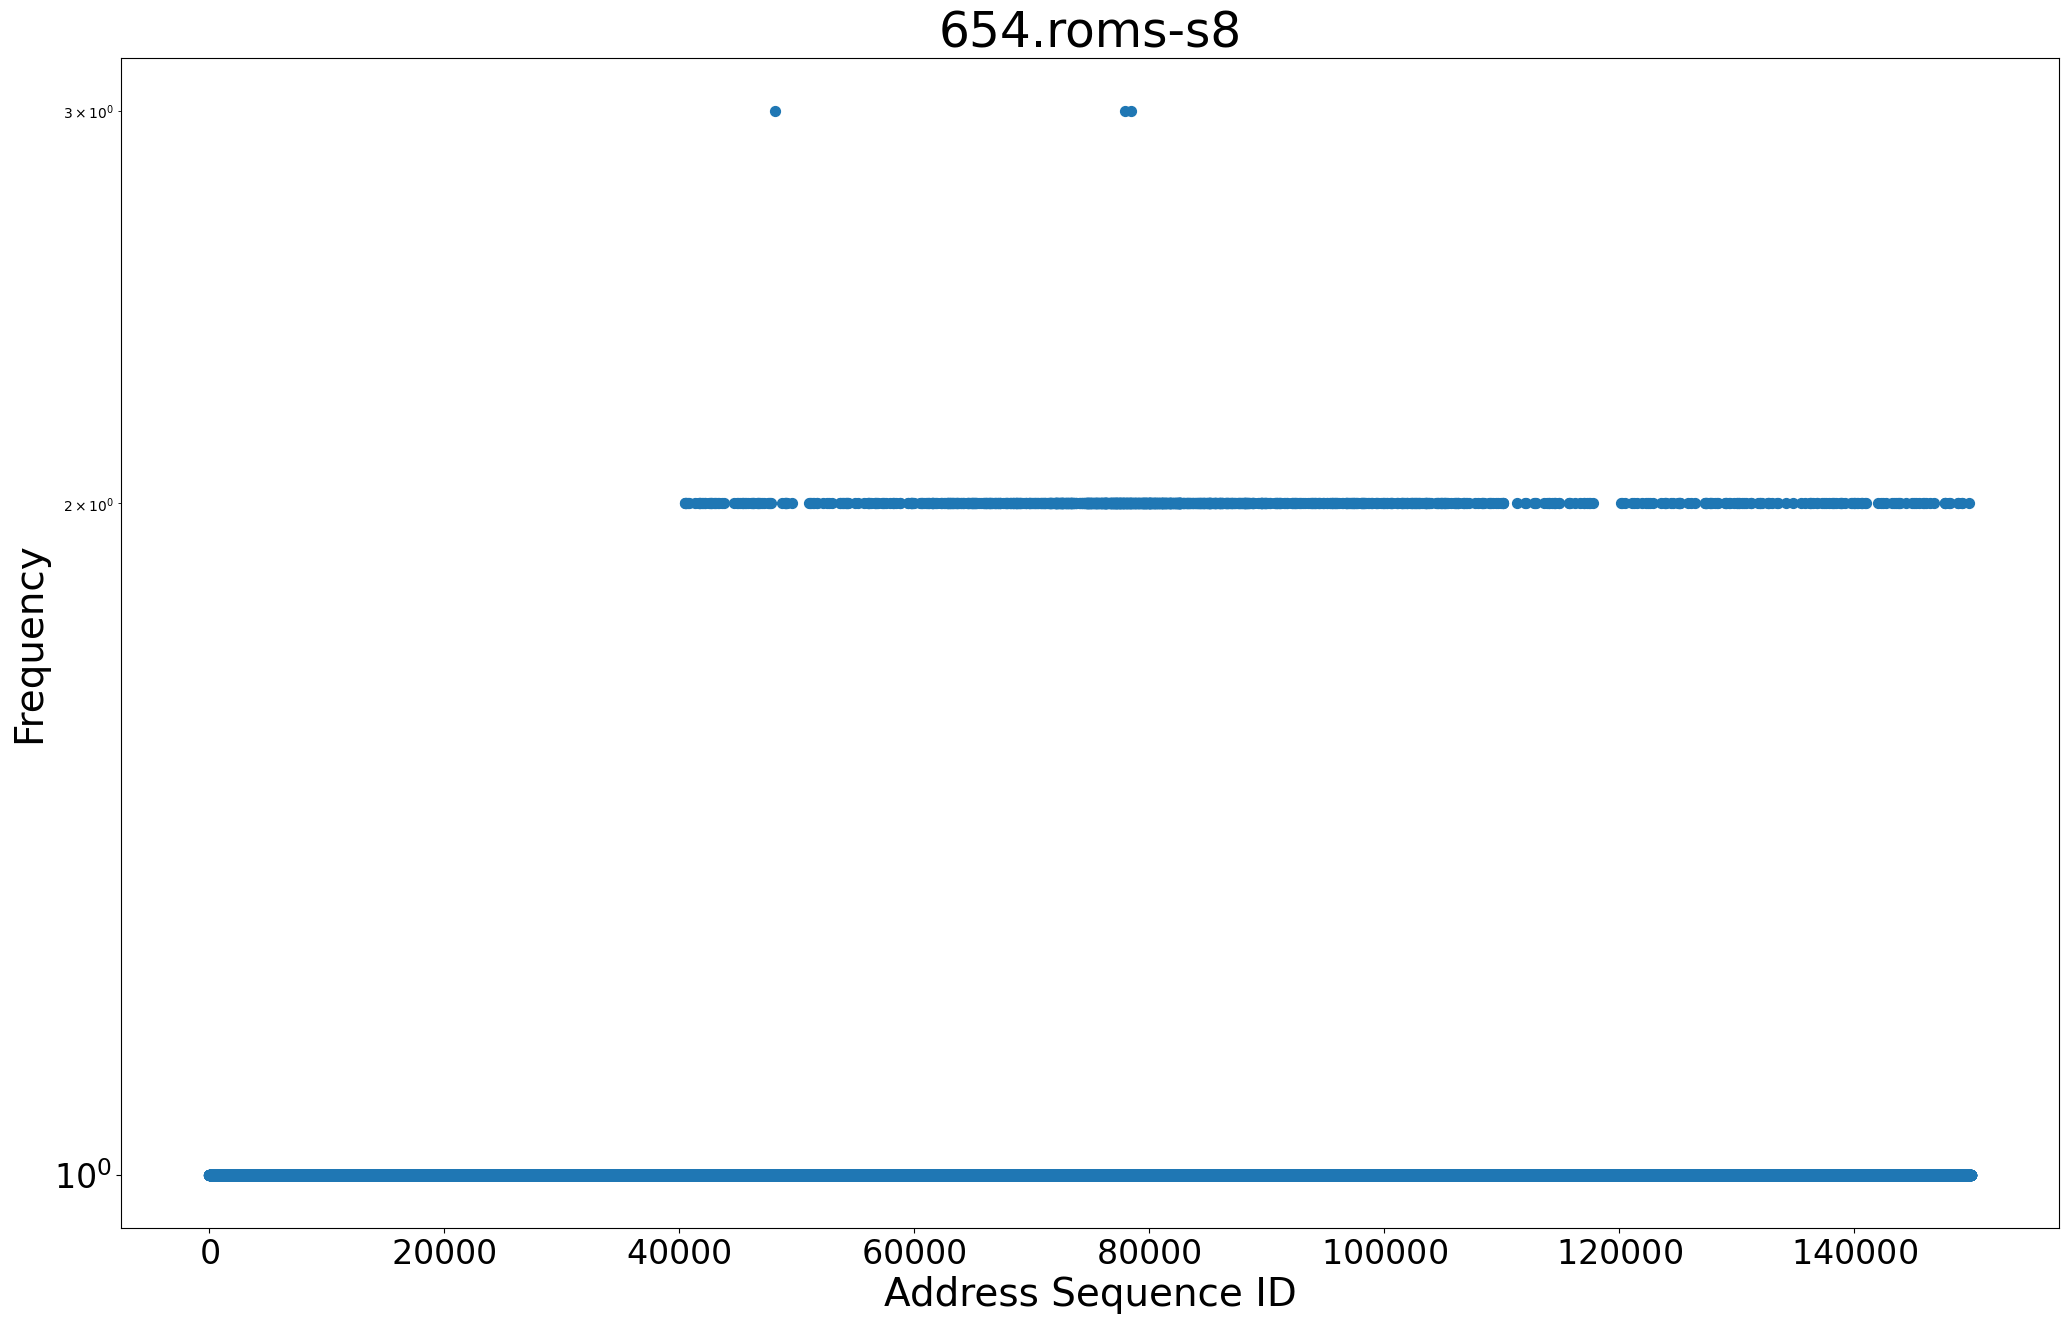 654.roms-s8
3 × 10⁰
2 × 10⁰
10⁰
Frequency
0 20000 40000 60000 80000 100000 120000 140000
Address Sequence ID